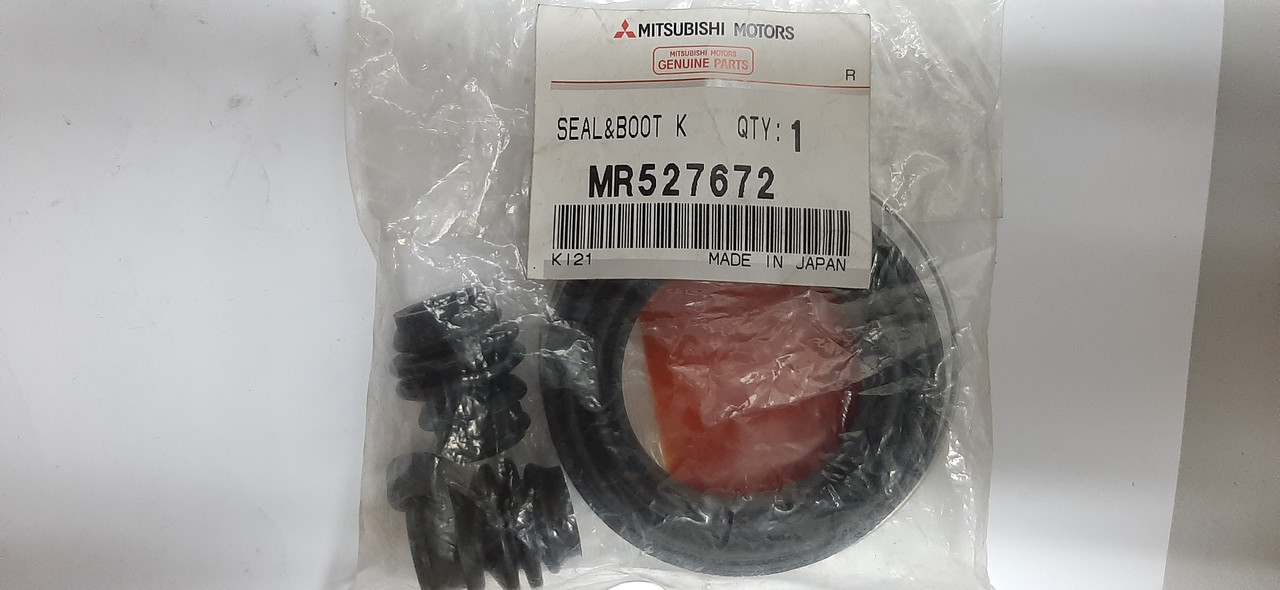 MITSUBISHI MOTORS
MITSUBISHI MOTORS
GENUINE PARTS
R
SEAL&BOOT K QTY: 1
MR527672
K121 MADE IN JAPAN